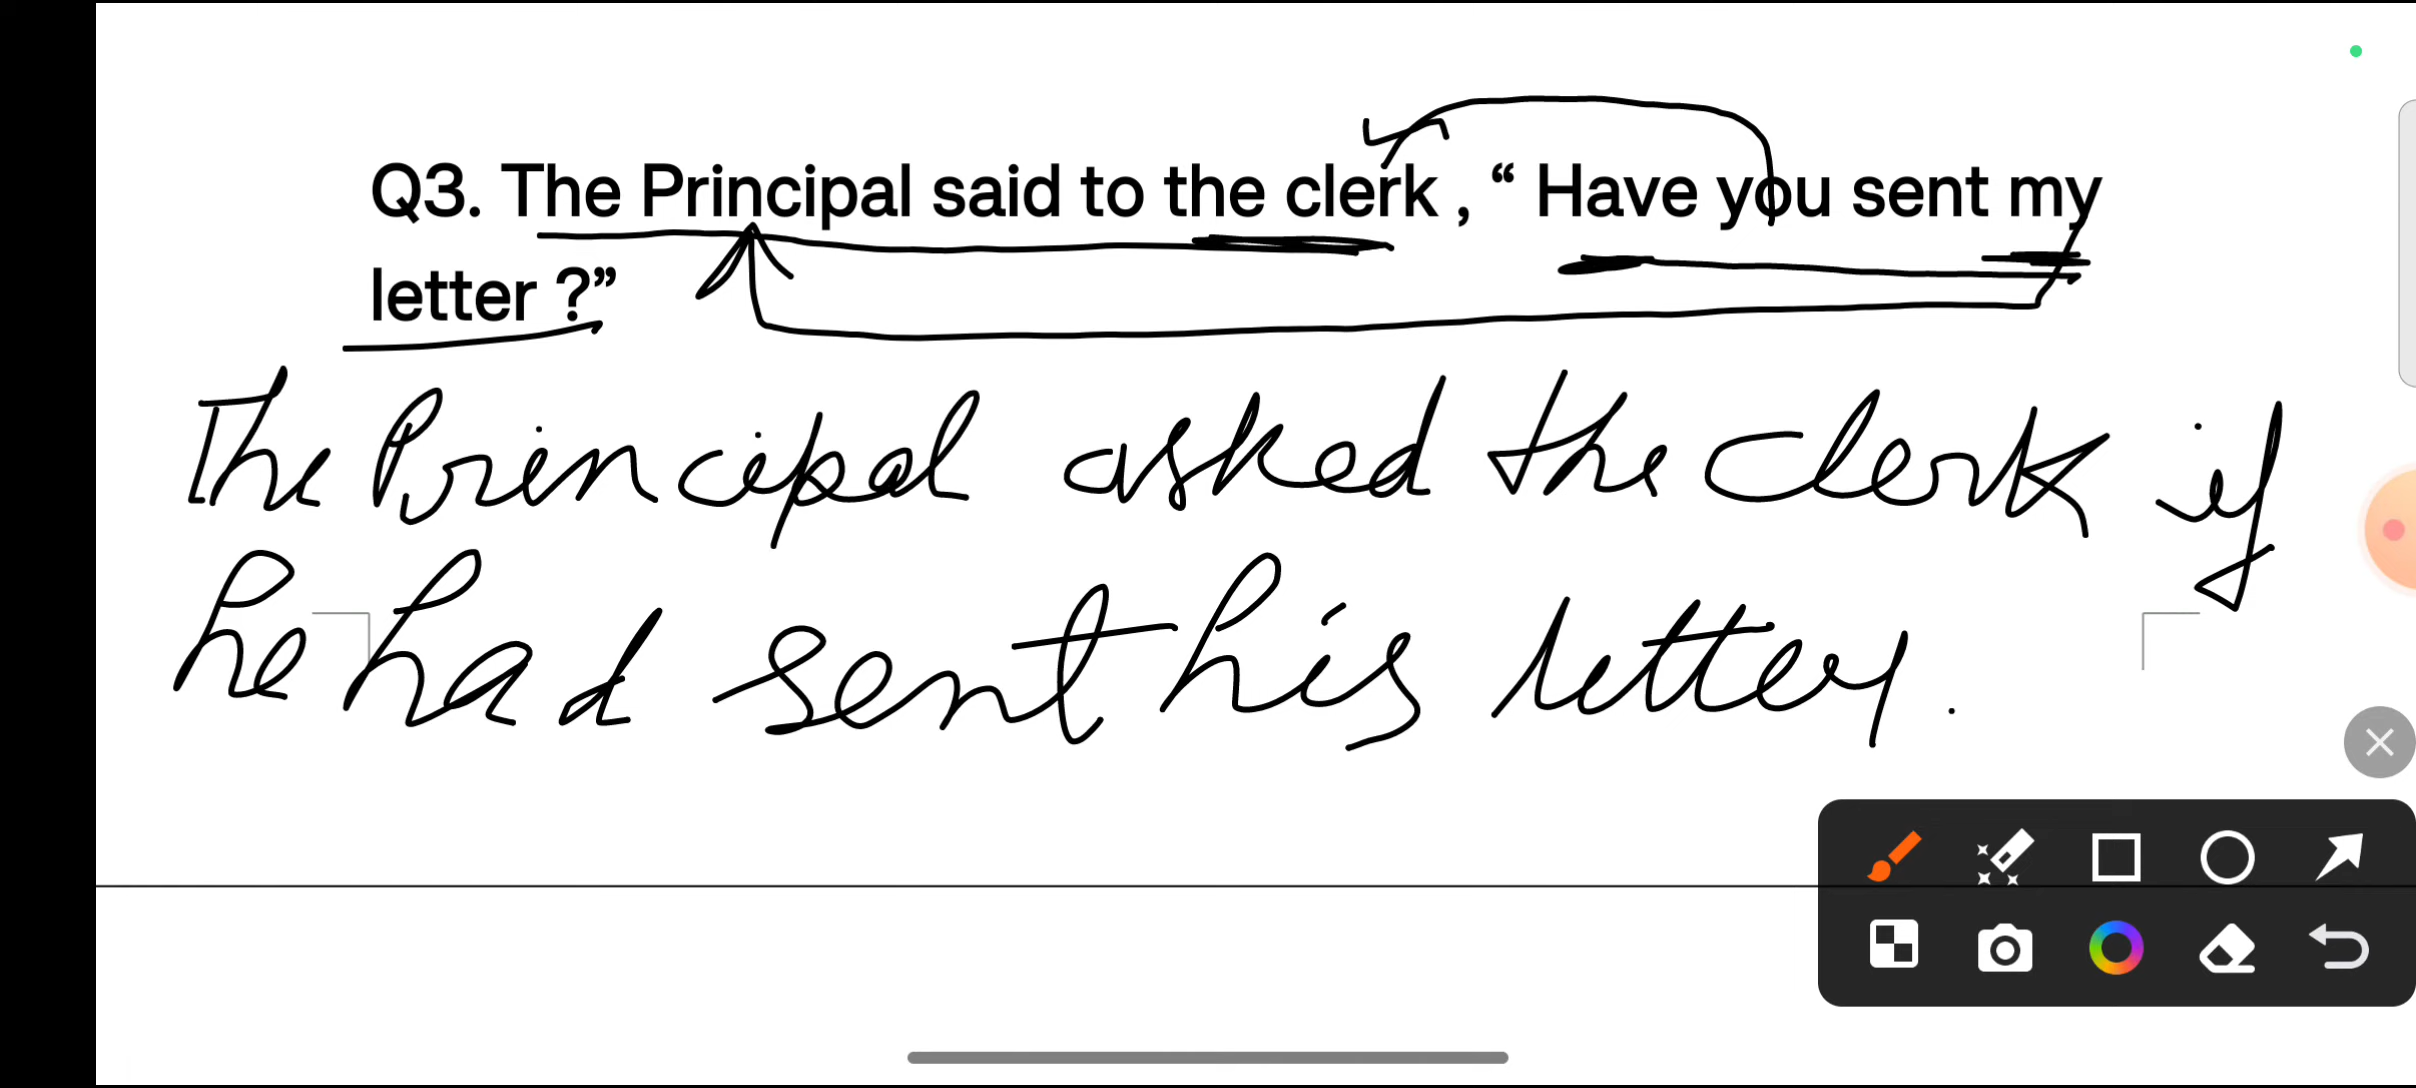 Q3. The Principal said to the clerk , “ Have you sent my
letter ?”
The Principal asked the clerk if
he had sent his letter.